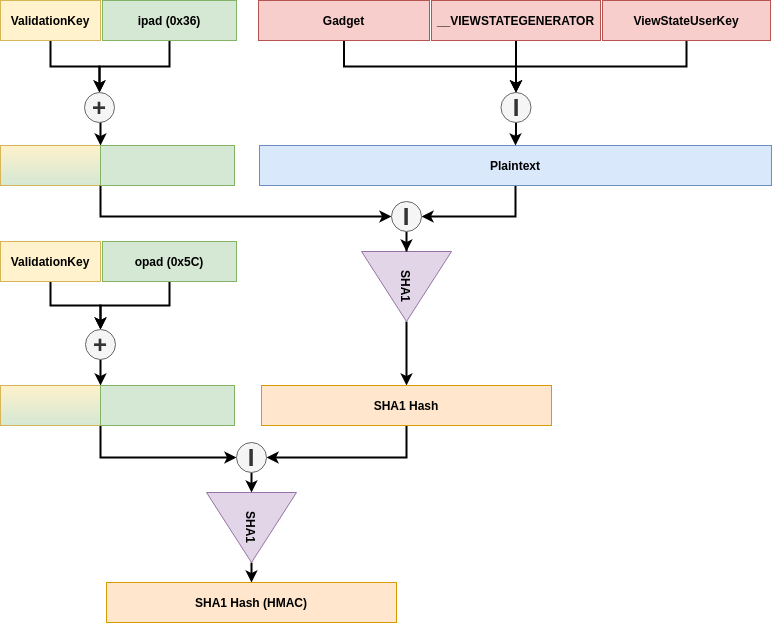 ValidationKey
ipad (0x36)
Gadget
__VIEWSTATEGENERATOR
ViewStateUserKey
+
|
Plaintext
|
ValidationKey
opad (0x5C)
SHA1
+
SHA1 Hash
|
SHA1
SHA1 Hash (HMAC)